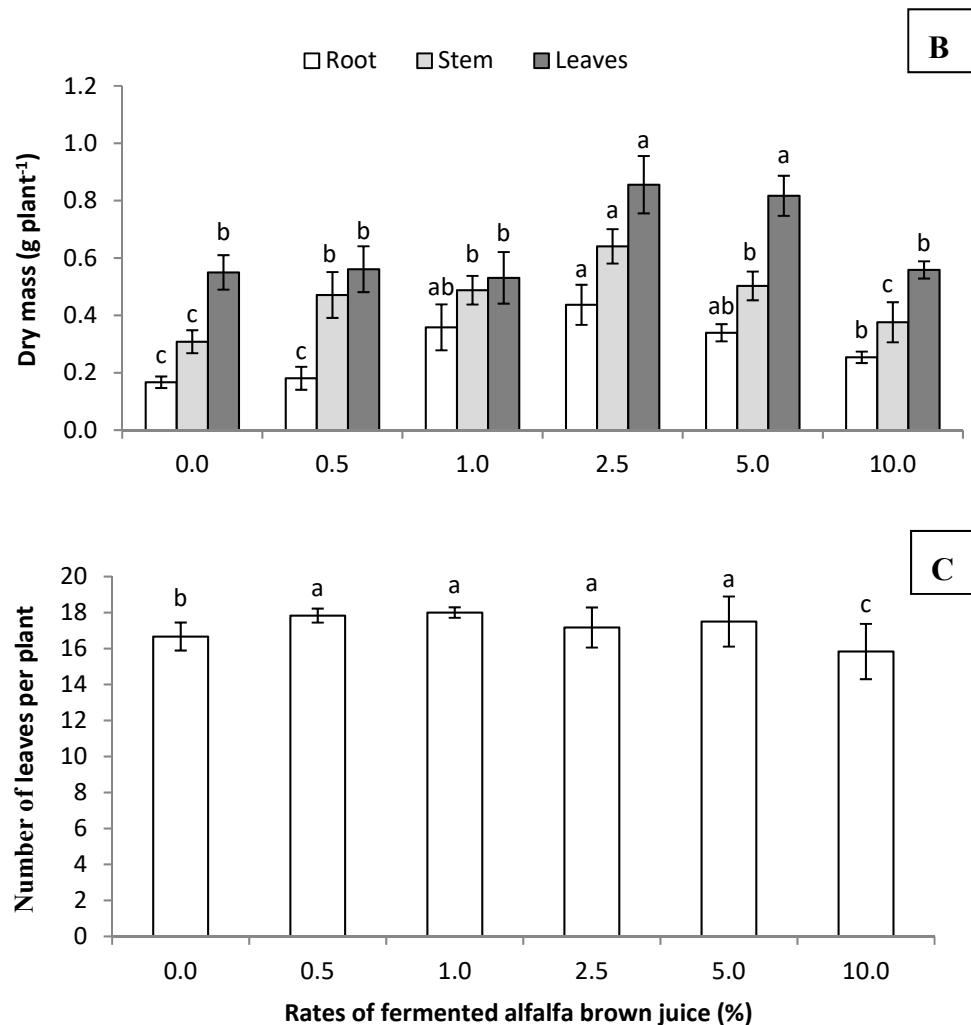 B
Root Stem Leaves
Dry mass (g plant-1)
1.2
1.0
0.8
0.6
0.4
0.2
0.0
c c b
c b b
ab b b
a a a
ab b a
b c b
0.0 0.5 1.0 2.5 5.0 10.0
C
Number of leaves per plant
20
18
16
14
12
10
8
6
4
2
0
b a a a a c
0.0 0.5 1.0 2.5 5.0 10.0
Rates of fermented alfalfa brown juice (%)